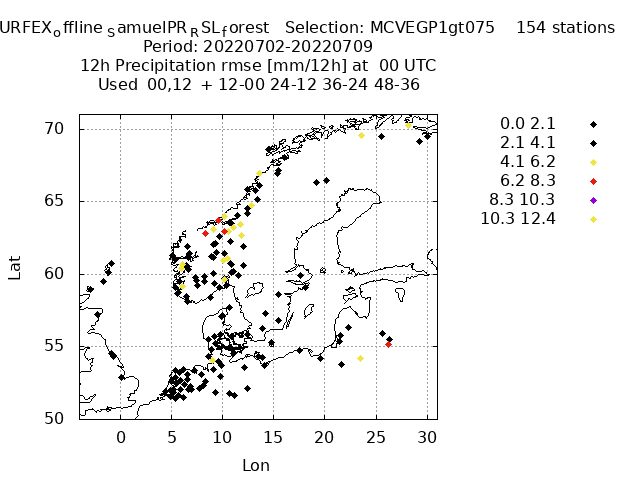 URFEXoffline SamuelPRRSLforest Selection: MCVEGP1gt075 154 stations
Period: 20220702-20220709
12h Precipitation rmse [mm/12h] at 00 UTC
Used 00,12 + 12-00 24-12 36-24 48-36
0.0 2.1
2.1 4.1
4.1 6.2
6.2 8.3
8.3 10.3
10.3 12.4
70
65
60
55
50
Lat
0 5 10 15 20 25 30
Lon